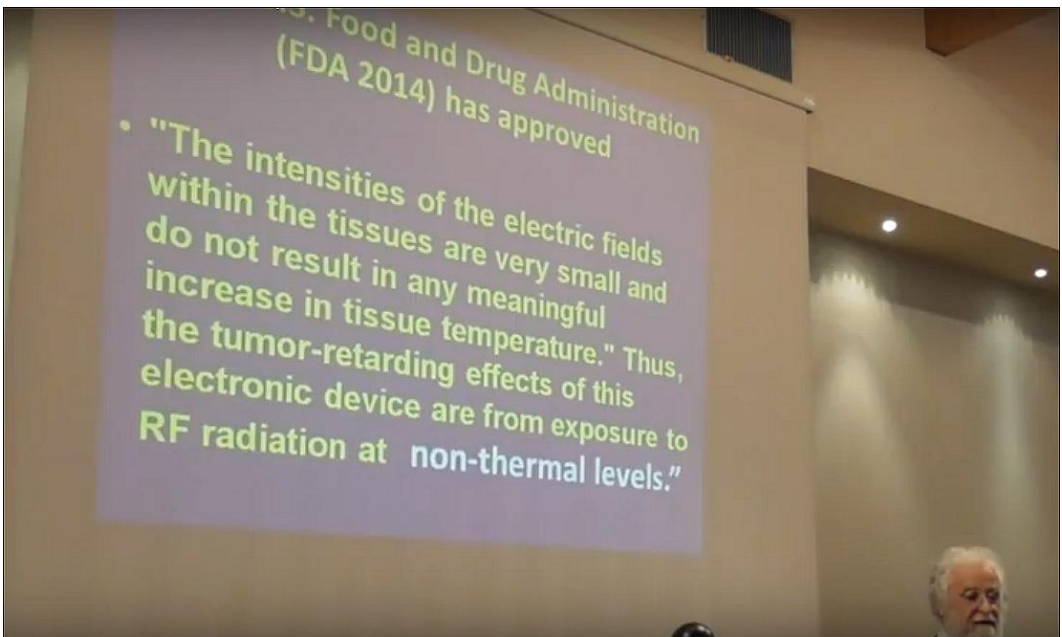 .S. Food and Drug Administration
(FDA 2014) has approved
• "The intensities of the electric fields
within the tissues are very small and
do not result in any meaningful
increase in tissue temperature." Thus,
the tumor-retarding effects of this
electronic device are from exposure to
RF radiation at non-thermal levels.”